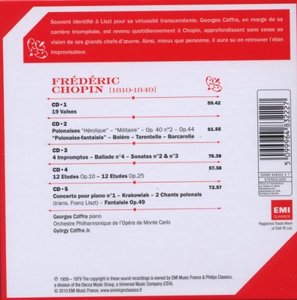 Souvent identifié à Liszt pour sa virtuosité transcendante, Georges Cziffra, en marge de sa
carrière triomphale, est revenu quotidiennement à Chopin, approfondissant sans cesse sa
vision de ses grands chefs-d'œuvre. Ainsi, mieux que personne, il aura su en retrouver l'êtres
improvisateur.
FRÉDÉRIC
CHOPIN (1810-1849)
CD•1 59.42
19 Valses
CD•2
Polonaises "Héroïque" - "Militaire" - Op. 40 n°2 - Op.44 61.55
"Polonaise-fantaisie" - Boléro - Tarentelle - Barcarolle
CD•3
4 Impromptus - Ballade n°4 - Sonates n°2 & n°3 76.38
CD•4 57.38
12 Etudes Op.10 - 12 Etudes Op.25
CD•5 72.57
Concerto pour piano n°1 - Krakowiak - 2 Chants polonais
(trans. Franz Liszt) - Fantaisie Op.49
Georges Cziffra piano
Orchestre Philharmonique de l'Opéra de Monte Carlo
György Cziffra Jr.
5 099964 832227
EMI
CLASSICS